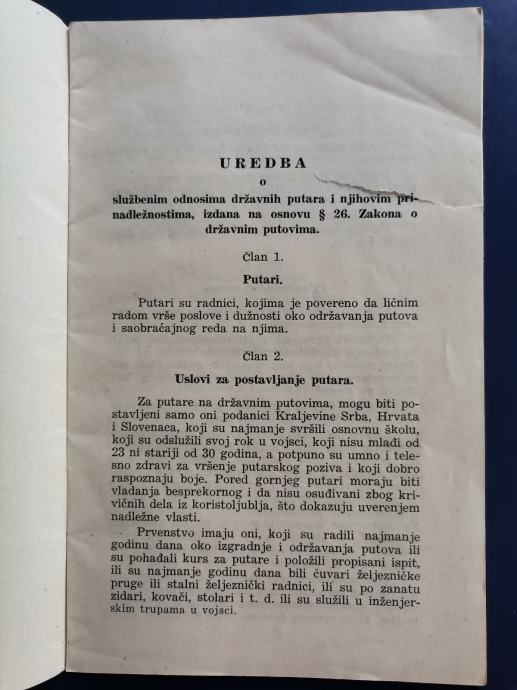 UREDBA
o
službenim odnosima državnih putara i njihovim pri-
nadležnostima, izdana na osnovu § 26. Zakona o
državnim putovima.
Član 1.
Putari.
Putari su radnici, kojima je povereno da ličnim
radom vrše poslove i dužnosti oko održavanja putova
i saobraćajnog reda na njima.
Član 2.
Uslovi za postavljanje putara.
Za putare na državnim putovima, mogu biti po-
stavljeni samo oni podanici Kraljevine Srba, Hrvata
i Slovenaca, koji su najmanje svršili osnovnu školu,
koji su odslužili svoj rok u vojsci, koji nisu mlađi od
23 ni stariji od 30 godina, a potpuno su umno i tele-
sno zdravi za vršenje putarskog poziva i koji dobro
raspoznaju boje. Pored gornjeg putari moraju biti
vladanja besprekornog i da nisu osuđivani zbog kri-
vičnih dela iz koristoljublja, što dokazuju uverenjem
nadležne vlasti.
Prvenstvo imaju oni, koji su radili najmanje
godinu dana oko izgradnje i održavanja putova ili
su pohađali kurs za putare i položili propisani ispit,
ili su najmanje godinu dana bili čuvari željezničke
pruge ili stalni željeznički radnici, ili su po zanatu
zidari, kovači, stolari i t. d. ili su služili u inženjer-
skim trupama u vojsci.